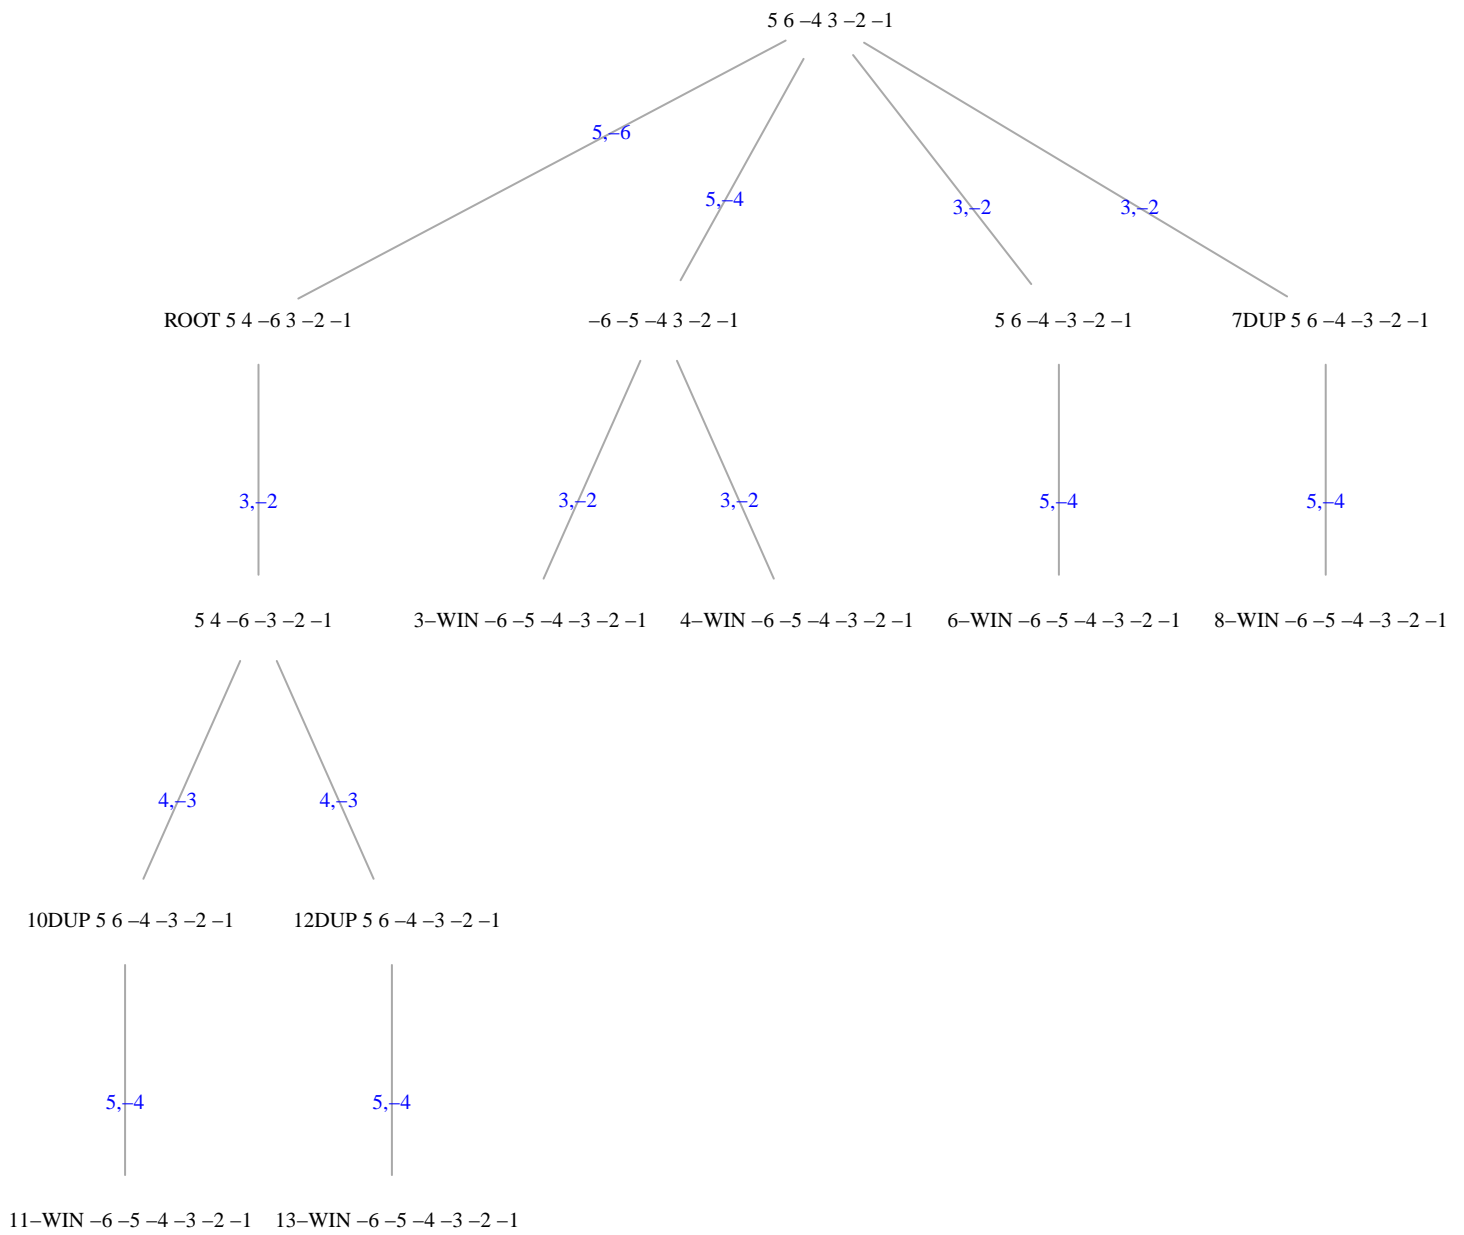 5 6 –4 3 –2 –1
5,–6
5,–4
3,–2
3,–2
ROOT 5 4 –6 3 –2 –1
–6 –5 –4 3 –2 –1
5 6 –4 –3 –2 –1
7DUP 5 6 –4 –3 –2 –1
3,–2
3,–2
3,–2
5,–4
5,–4
5 4 –6 –3 –2 –1
3–WIN –6 –5 –4 –3 –2 –1
4–WIN –6 –5 –4 –3 –2 –1
6–WIN –6 –5 –4 –3 –2 –1
8–WIN –6 –5 –4 –3 –2 –1
4,–3
4,–3
10DUP 5 6 –4 –3 –2 –1
12DUP 5 6 –4 –3 –2 –1
5,–4
5,–4
11–WIN –6 –5 –4 –3 –2 –1
13–WIN –6 –5 –4 –3 –2 –1